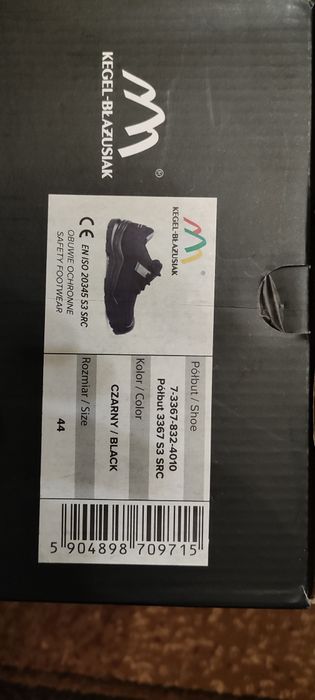 KEGEL-BŁAŻUSIAK
®
KEGEL-BŁAŻUSIAK
CE EN ISO 20345 S3 SRC
OBUWIE OCHRONNE
SAFETY FOOTWEAR
Półbut / Shoe
7-3367-832-4010
Półbut 3367 S3 SRC
Kolor / Color
CZARNY / BLACK
Rozmiar / Size
44
5 904898 709715